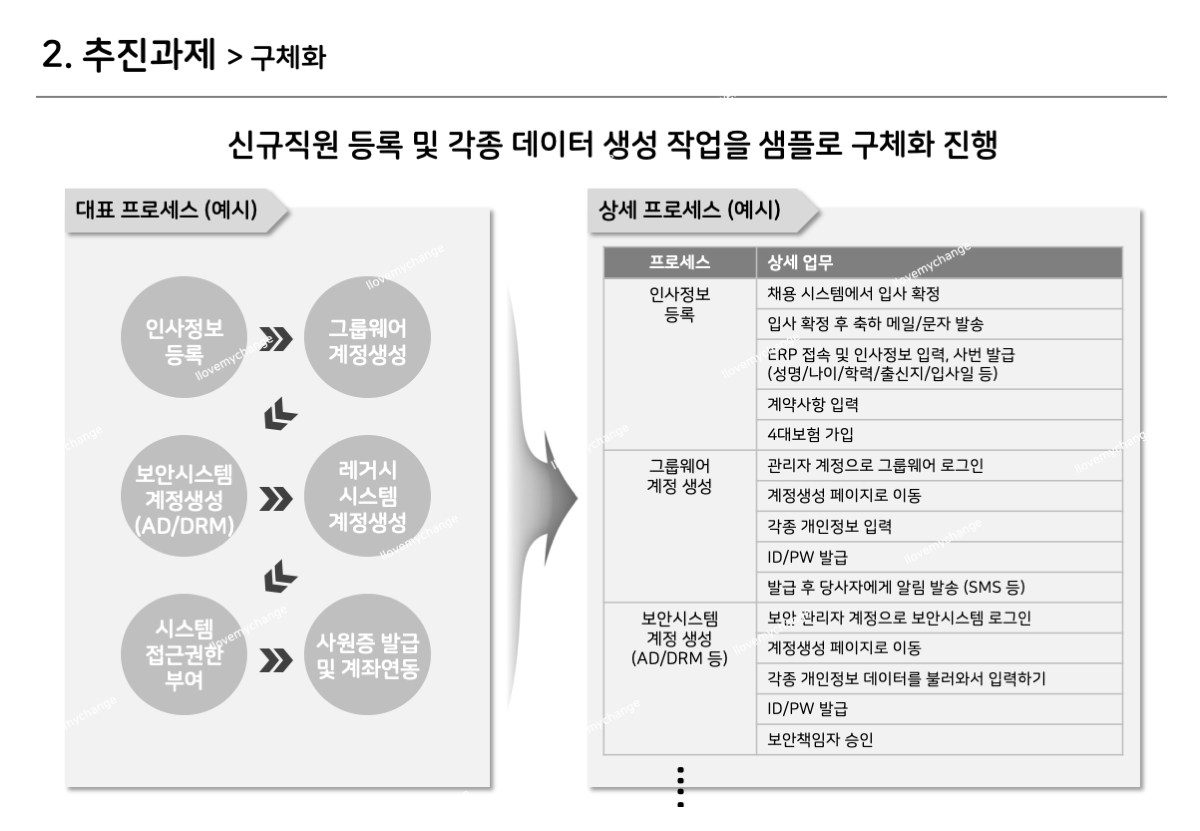 2. 추진과제 > 구체화
신규직원 등록 및 각종 데이터 생성 작업을 샘플로 구체화 진행
대표 프로세스 (예시)
인사정보
등록
그룹웨어
계정생성
보안시스템
계정생성
(AD/DRM)
레거시
시스템
계정생성
시스템
접근권한
부여
사원증 발급
및 계좌연동
상세 프로세스 (예시)
프로세스 상세 업무
인사정보
등록
채용 시스템에서 입사 확정
입사 확정 후 축하 메일/문자 발송
ERP 접속 및 인사정보 입력, 사번 발급
(성명/나이/학력/출신지/입사일 등)
계약사항 입력
4대보험 가입
그룹웨어
계정 생성
관리자 계정으로 그룹웨어 로그인
계정생성 페이지로 이동
각종 개인정보 입력
ID/PW 발급
발급 후 당사자에게 알림 발송 (SMS 등)
보안시스템
계정 생성
(AD/DRM 등)
보안 관리자 계정으로 보안시스템 로그인
계정생성 페이지로 이동
각종 개인정보 데이터를 불러와서 입력하기
ID/PW 발급
보안책임자 승인
Ilovemychange